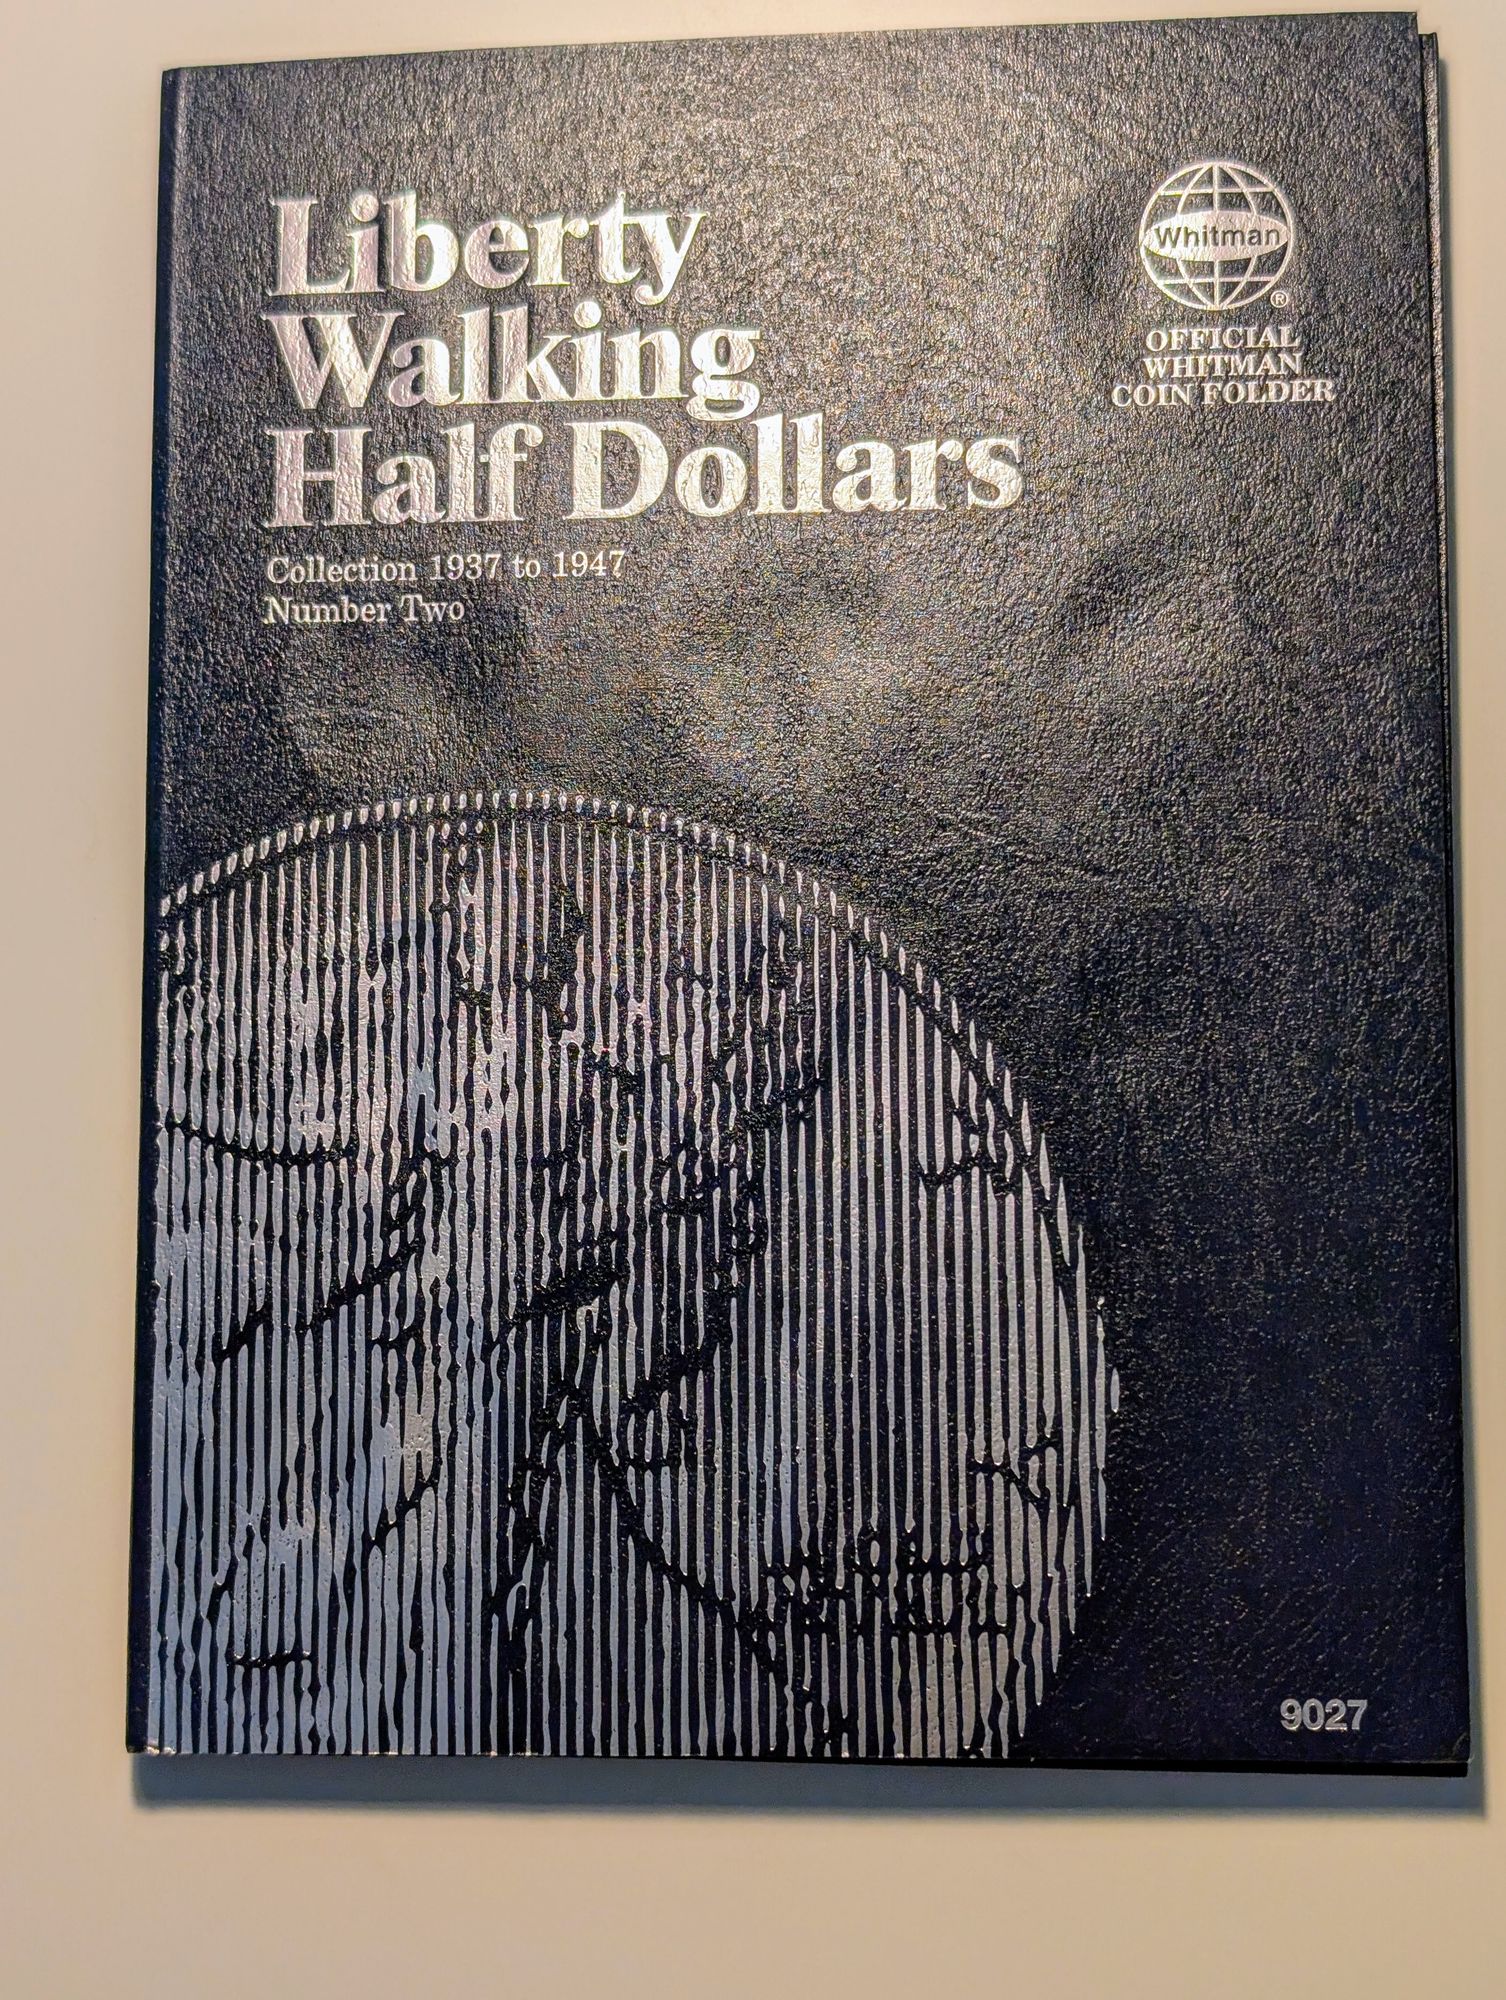 Liberty
Walking
Half Dollars
Collection 1937 to 1947
Number Two
Whitman
®
OFFICIAL
WHITMAN
COIN FOLDER
9027